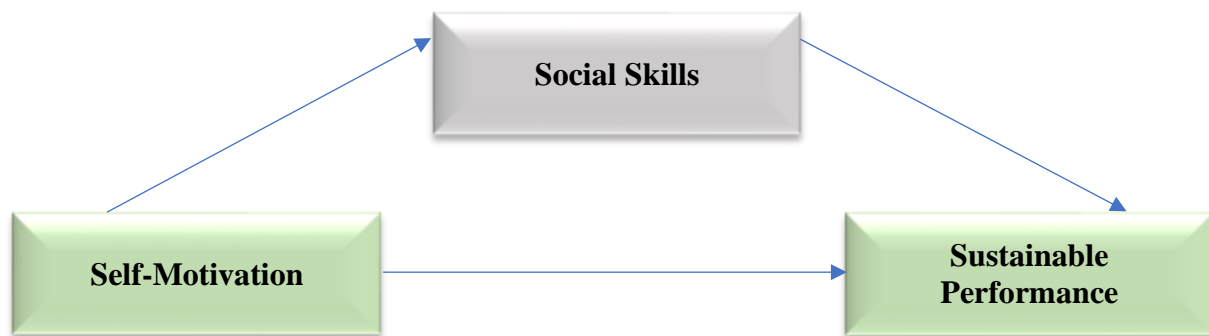 Social Skills
Self-Motivation
Sustainable
Performance